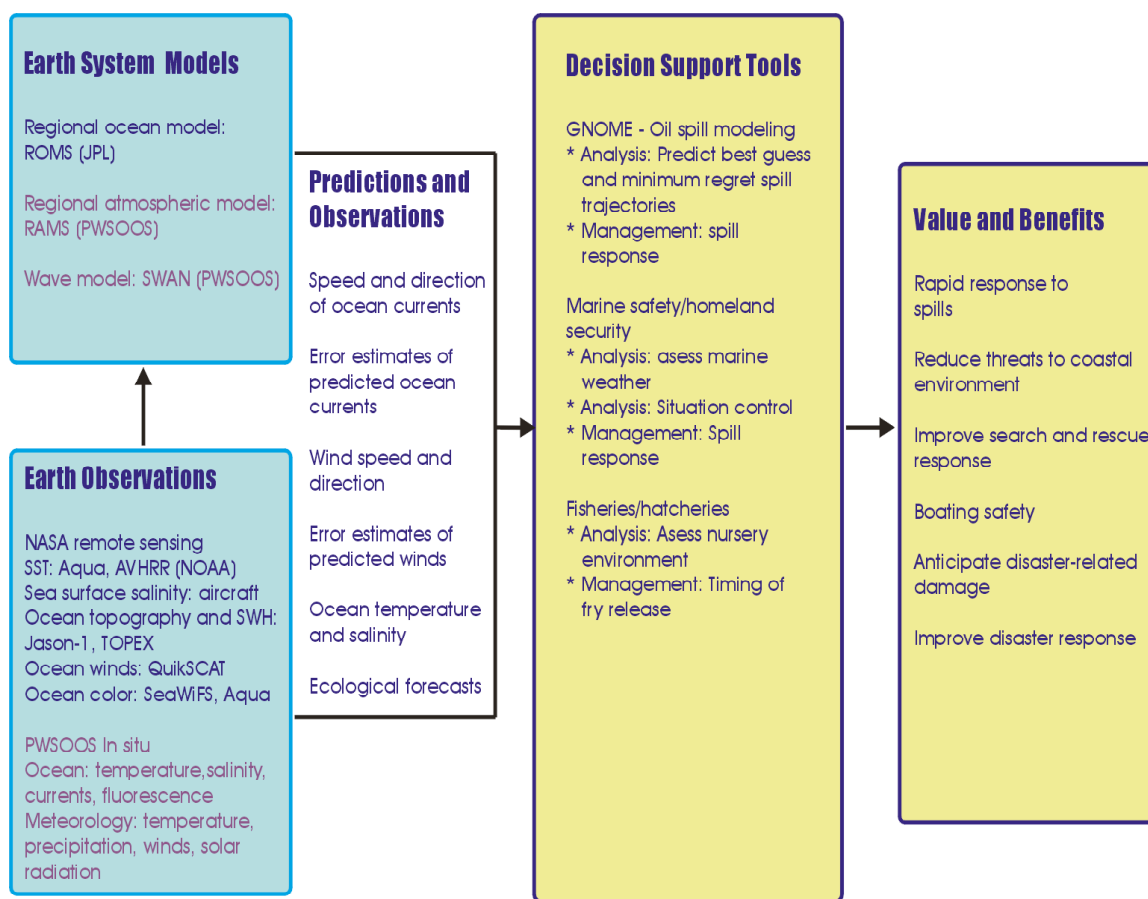 Earth System Models
Regional ocean model:
ROMS (JPL)
Regional atmospheric model:
RAMS (PWSOOS)
Wave model: SWAN (PWSOOS)
Earth Observations
NASA remote sensing
SST: Aqua, AVHRR (NOAA)
Sea surface salinity: aircraft
Ocean topography and SWH:
Jason-1, TOPEX
Ocean winds: QuikSCAT
Ocean color: SeaWiFS, Aqua
PWSOOS In situ
Ocean: temperature,salinity,
currents, fluorescence
Meteorology: temperature,
precipitation, winds, solar
radiation
Predictions and
Observations
Speed and direction
of ocean currents
Error estimates of
predicted ocean
currents
Wind speed and
direction
Error estimates of
predicted winds
Ocean temperature
and salinity
Ecological forecasts
Decision Support Tools
GNOME - Oil spill modeling
* Analysis: Predict best guess
and minimum regret spill
trajectories
* Management: spill
response
Marine safety/homeland
security
* Analysis: asess marine
weather
* Analysis: Situation control
* Management: Spill
response
Fisheries/hatcheries
* Analysis: Asess nursery
environment
* Management: Timing of
fry release
Value and Benefits
Rapid response to
spills
Reduce threats to coastal
environment
Improve search and rescue
response
Boating safety
Anticipate disaster-related
damage
Improve disaster response